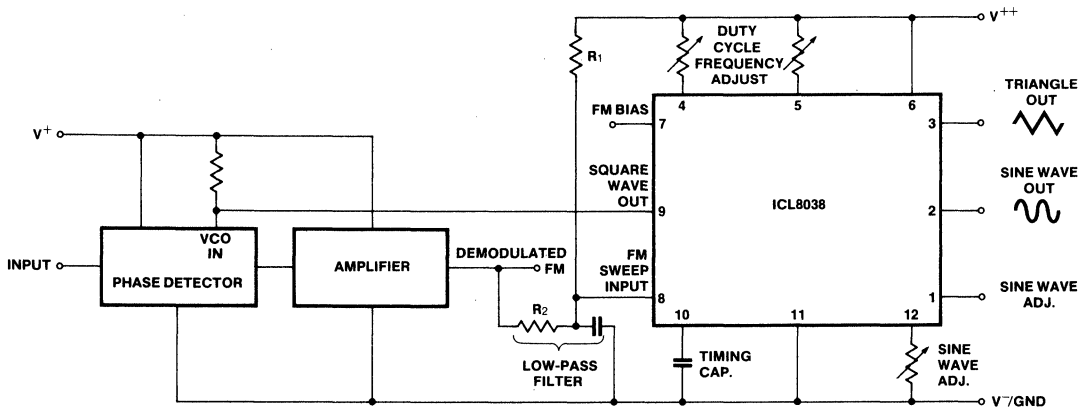 V++
DUTY
CYCLE
FREQUENCY
ADJUST
R1
4
5
6
TRIANGLE
OUT
FM BIAS
7
3
V+
SQUARE
WAVE
OUT
SINE WAVE
OUT
9
ICL8038
2
VCO
IN
INPUT
PHASE DETECTOR
AMPLIFIER
DEMODULATED
FM
FM
SWEEP
INPUT
8
1
SINE WAVE
ADJ.
10
11
12
R2
LOW-PASS
FILTER
TIMING
CAP.
SINE
WAVE
ADJ.
V−/GND